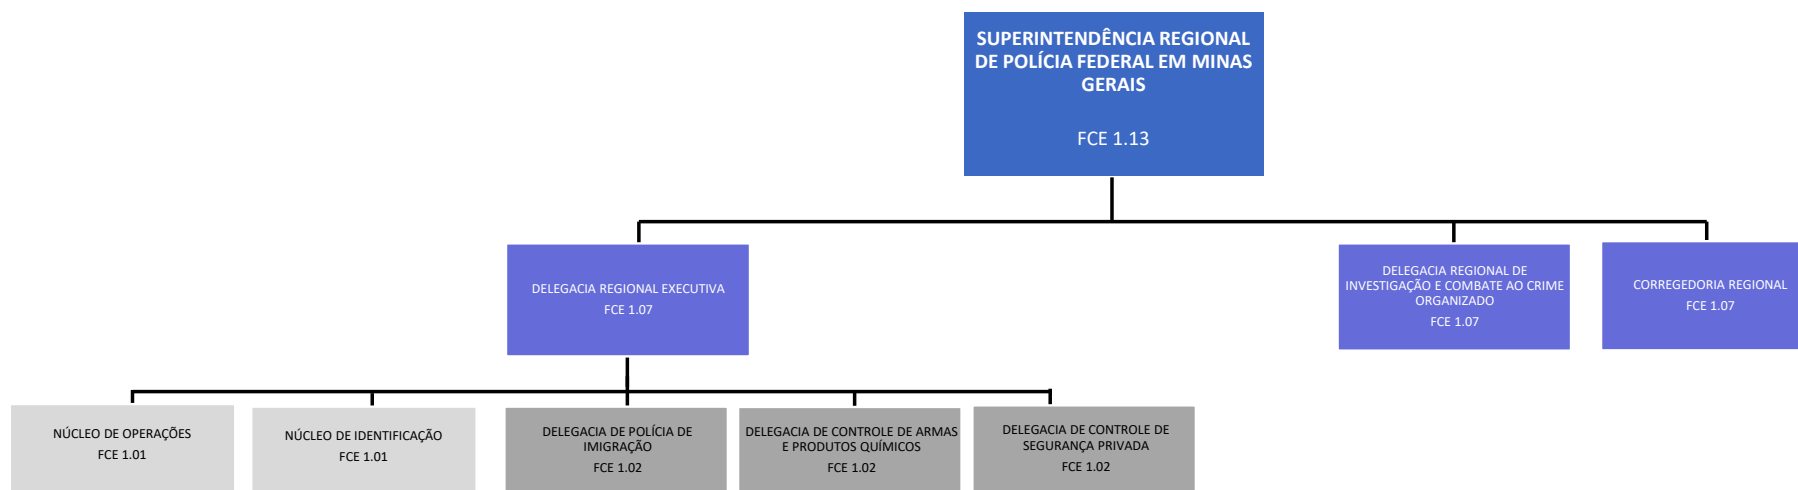 SUPERINTENDÊNCIA REGIONAL
DE POLÍCIA FEDERAL EM MINAS
GERAIS
FCE 1.13
DELEGACIA REGIONAL EXECUTIVA
FCE 1.07
DELEGACIA REGIONAL DE
INVESTIGAÇÃO E COMBATE AO CRIME
ORGANIZADO
FCE 1.07
CORREGEDORIA REGIONAL
FCE 1.07
NÚCLEO DE OPERAÇÕES
FCE 1.01
NÚCLEO DE IDENTIFICAÇÃO
FCE 1.01
DELEGACIA DE POLÍCIA DE
IMIGRAÇÃO
FCE 1.02
DELEGACIA DE CONTROLE DE ARMAS
E PRODUTOS QUÍMICOS
FCE 1.02
DELEGACIA DE CONTROLE DE
SEGURANÇA PRIVADA
FCE 1.02